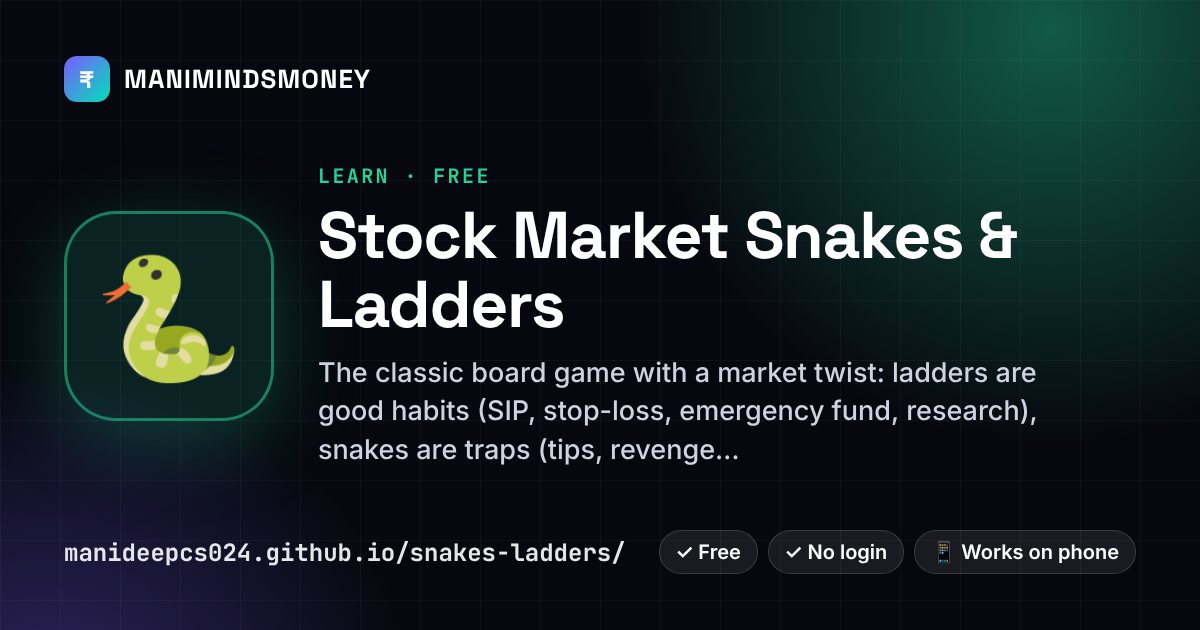 ₹ MANIMINDSMONEY
LEARN · FREE
Stock Market Snakes &
Ladders
The classic board game with a market twist: ladders are
good habits (SIP, stop-loss, emergency fund, research),
snakes are traps (tips, revenge…
manideepcs024.github.io/snakes-ladders/ ✓ Free ✓ No login 📱 Works on phone